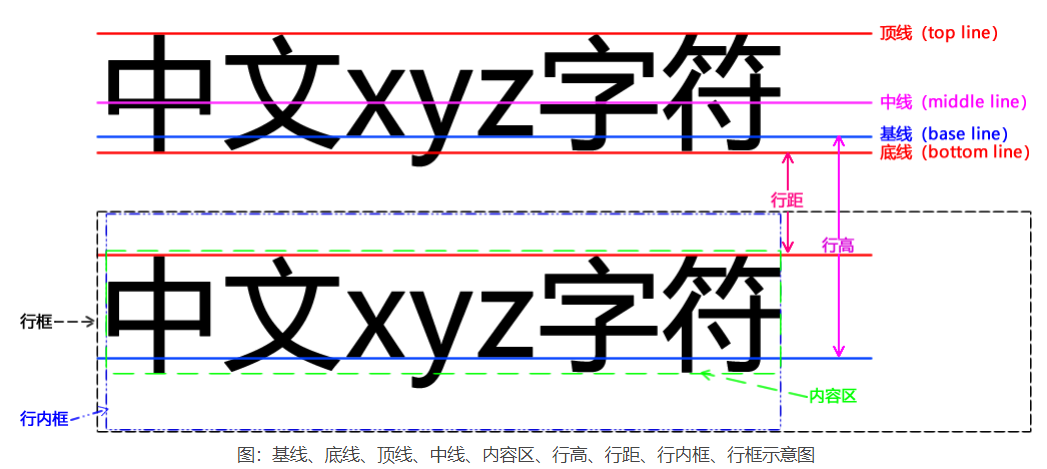 中文xyz字符
顶线（top line）
中线（middle line）
基线（base line）
底线（bottom line）
行距
行高
中文xyz字符
行框
内容区
行内框
图：基线、底线、顶线、中线、内容区、行高、行距、行内框、行框示意图